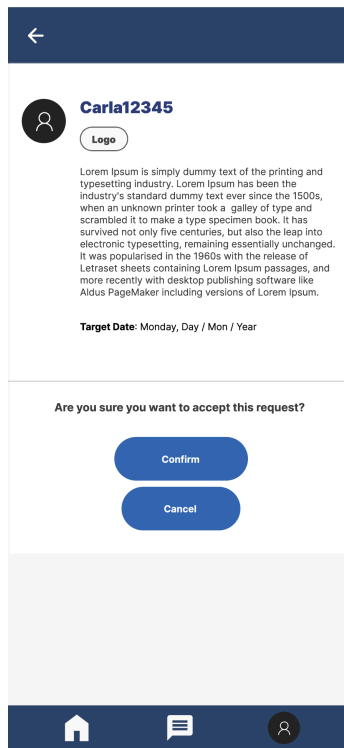 Carla12345
Logo
Lorem Ipsum is simply dummy text of the printing and
typesetting industry. Lorem Ipsum has been the
industry's standard dummy text ever since the 1500s,
when an unknown printer took a  galley of type and
scrambled it to make a type specimen book. It has
survived not only five centuries, but also the leap into
electronic typesetting, remaining essentially unchanged.
It was popularised in the 1960s with the release of
Letraset sheets containing Lorem Ipsum passages, and
more recently with desktop publishing software like
Aldus PageMaker including versions of Lorem Ipsum.
Target Date: Monday, Day / Mon / Year
Are you sure you want to accept this request?
Confirm
Cancel